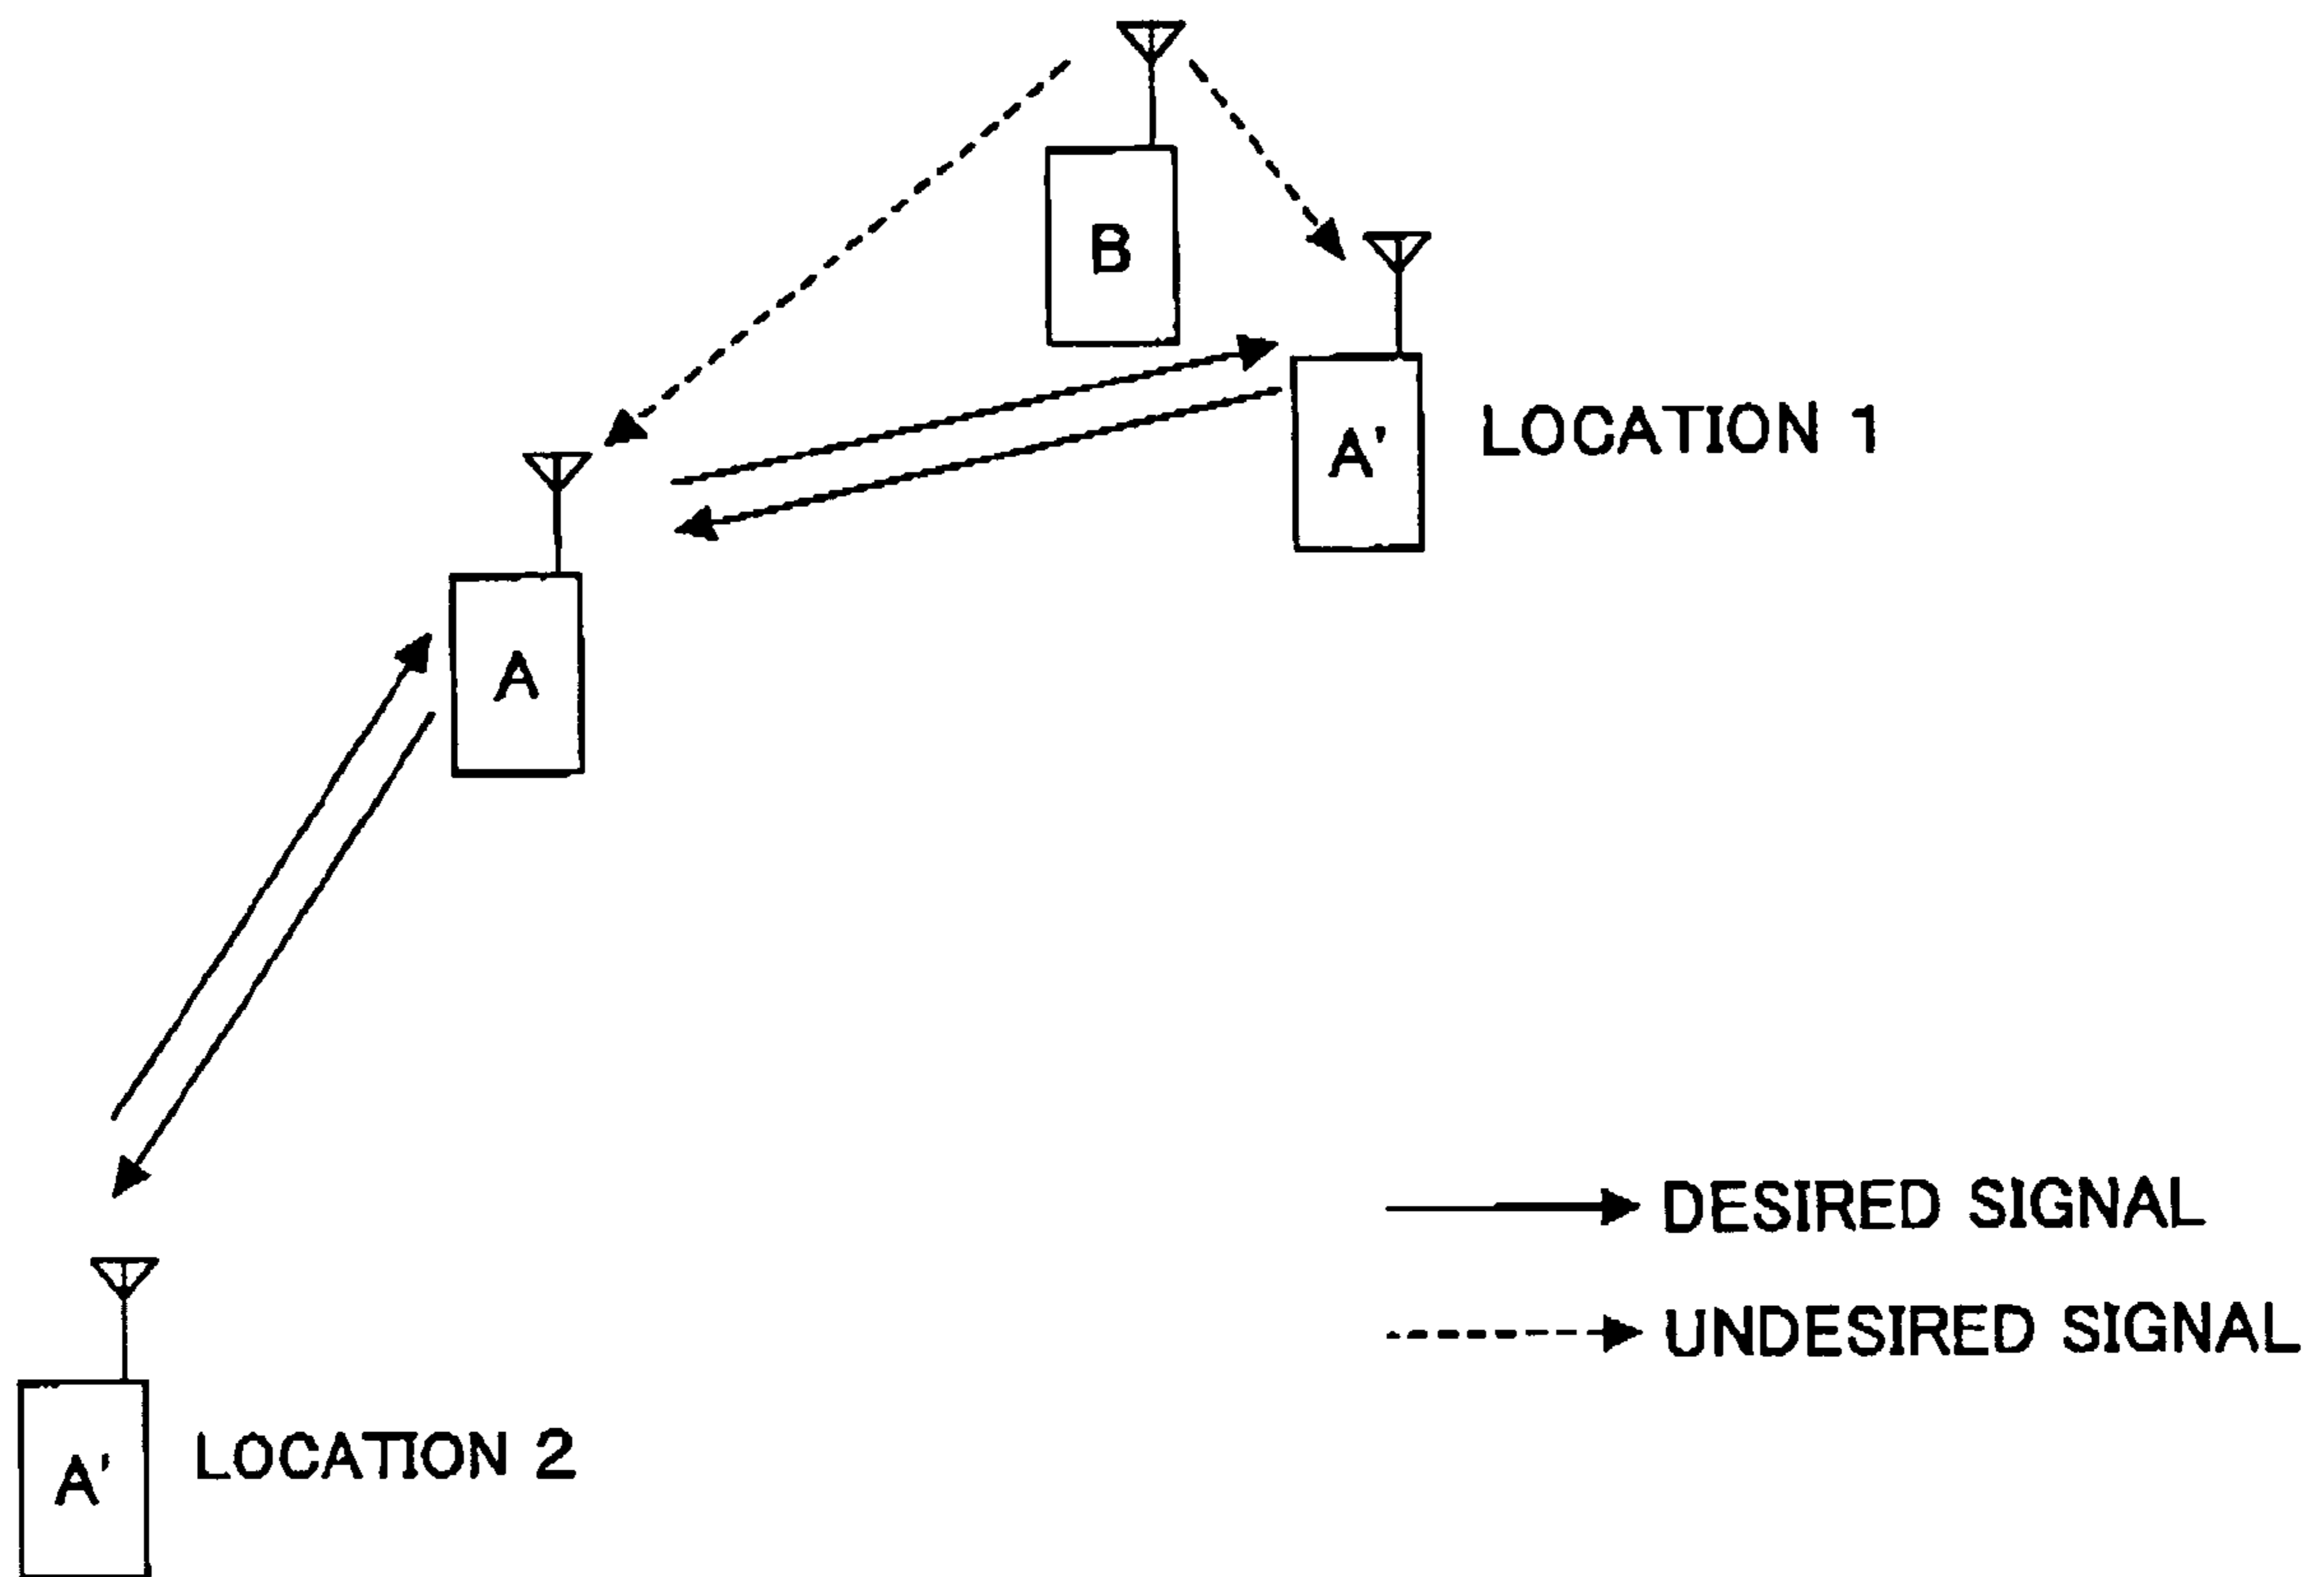 B
A'
LOCATION 1
A
DESIRED SIGNAL
UNDESIRED SIGNAL
A'
LOCATION 2